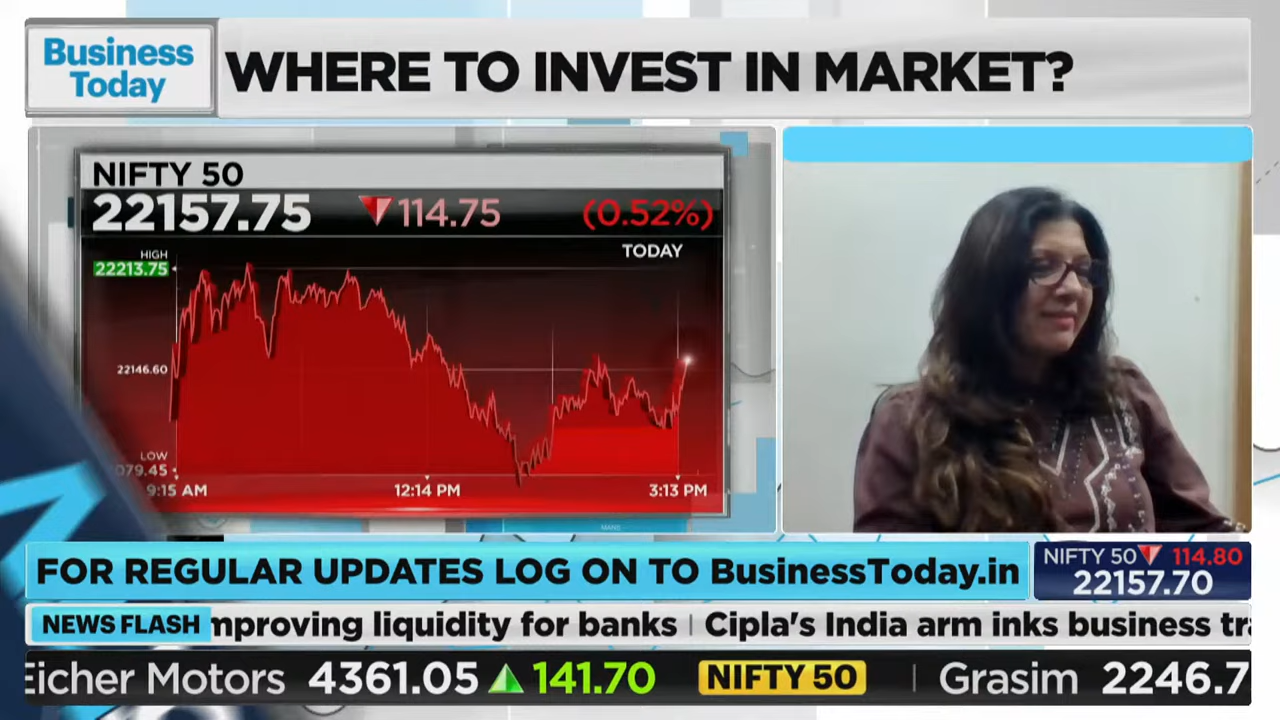 Business
Today
WHERE TO INVEST IN MARKET?
NIFTY 50
22157.75 ▼114.75 (0.52%)
TODAY
HIGH
22213.75
22146.60
LOW
079.45
9:15 AM 12:14 PM 3:13 PM
FOR REGULAR UPDATES LOG ON TO BusinessToday.in
NIFTY 50▼ 114.80
22157.70
NEWS FLASH mproving liquidity for banks | Cipla's India arm inks business tra
Eicher Motors 4361.05 ▲ 141.70 NIFTY 50 | Grasim 2246.7